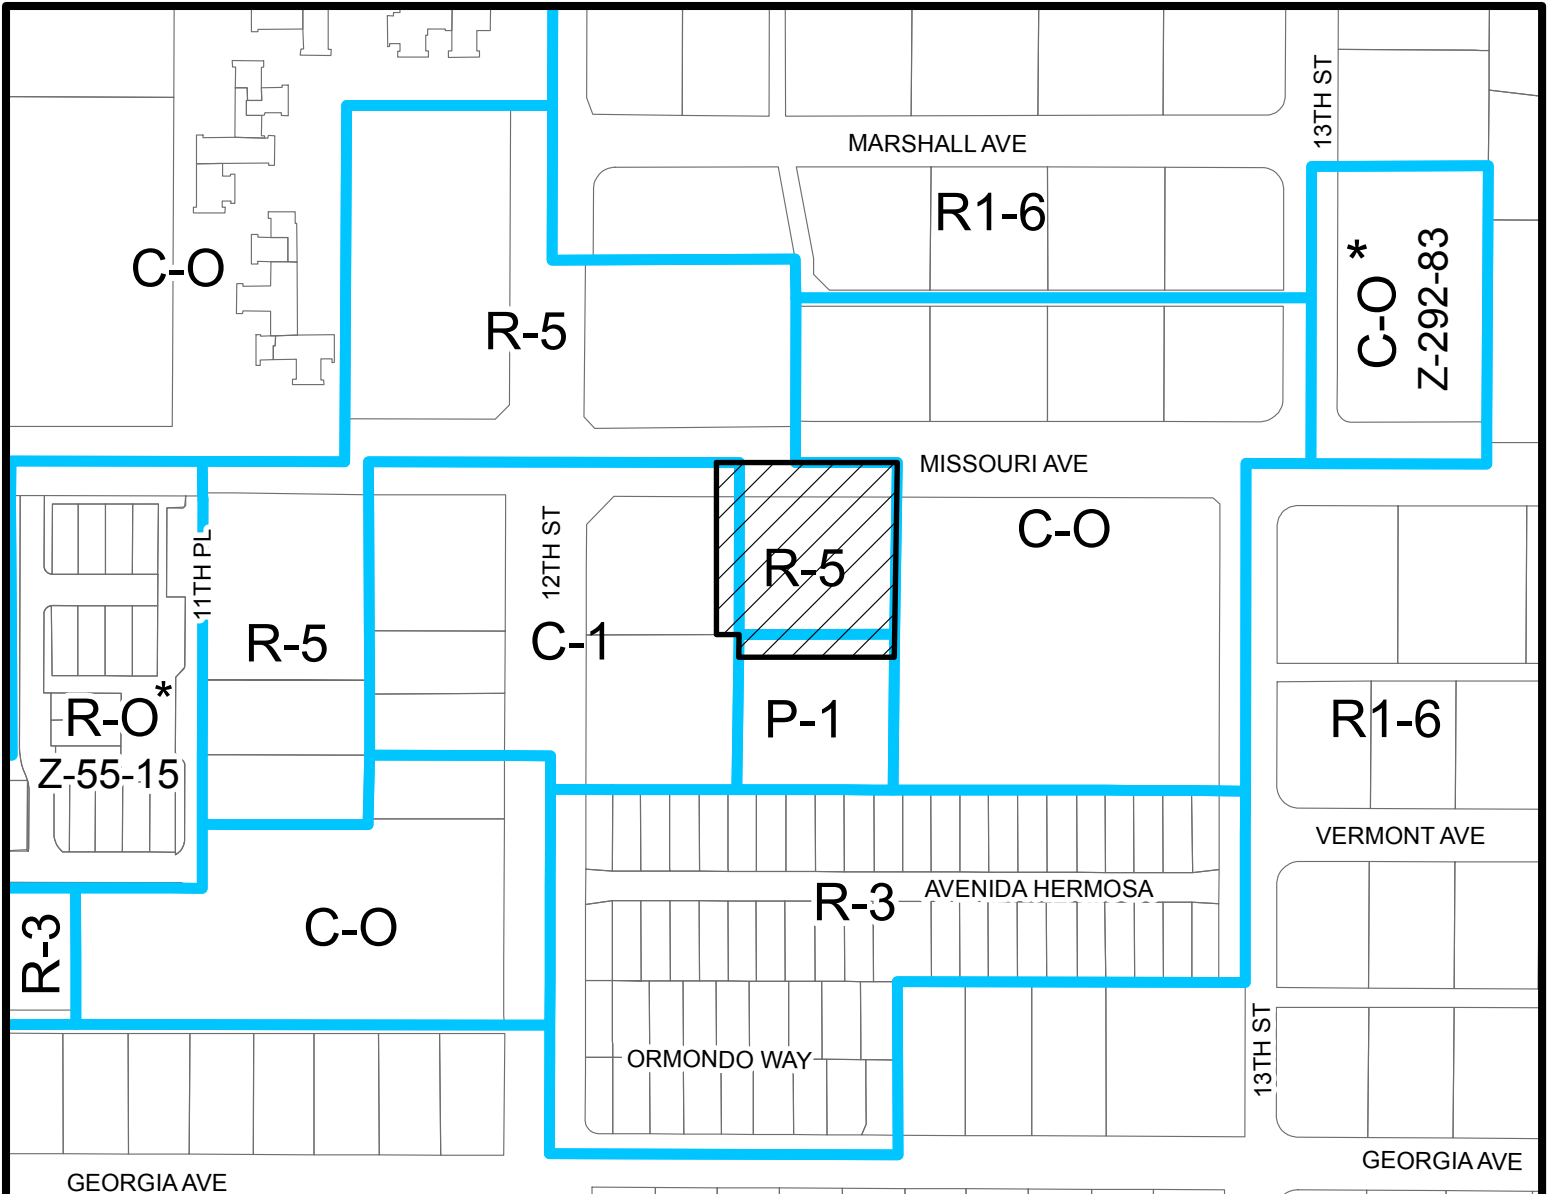 13TH ST
MARSHALL AVE
R1-6
C-O
C-O*
Z-292-83
R-5
MISSOURI AVE
C-O
12TH ST
11TH PL
R-5
R-5
C-1
R-O*
Z-55-15
P-1
R1-6
VERMONT AVE
AVENIDA HERMOSA
R-3
C-O
R-3
13TH ST
ORMONDO WAY
GEORGIA AVE
GEORGIA AVE